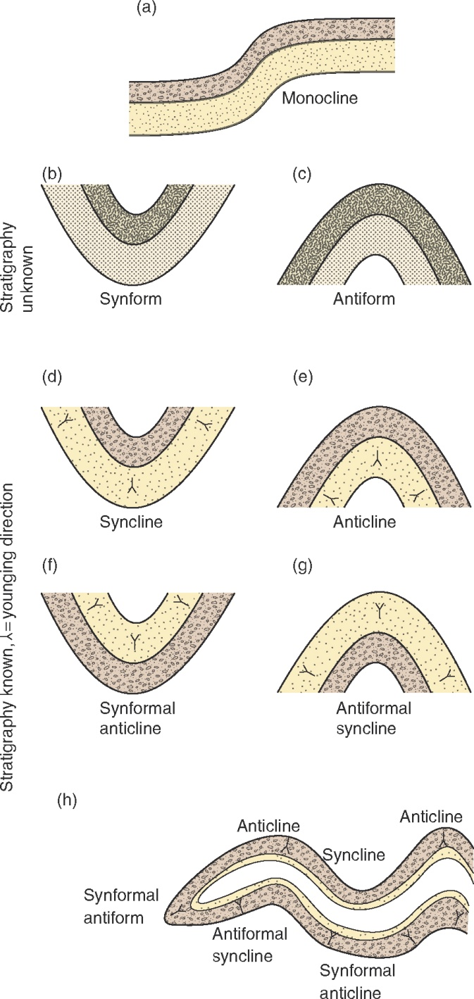 (a)
Monocline
(b)
(c)
Stratigraphy
unknown
Synform
Antiform
(d)
(e)
Syncline
Anticline
Stratigraphy known, ⅄= younging direction
(f)
(g)
Synformal
anticline
Antiformal
syncline
(h)
Anticline
Anticline
Syncline
Synformal
antiform
Antiformal
syncline
Synformal
anticline